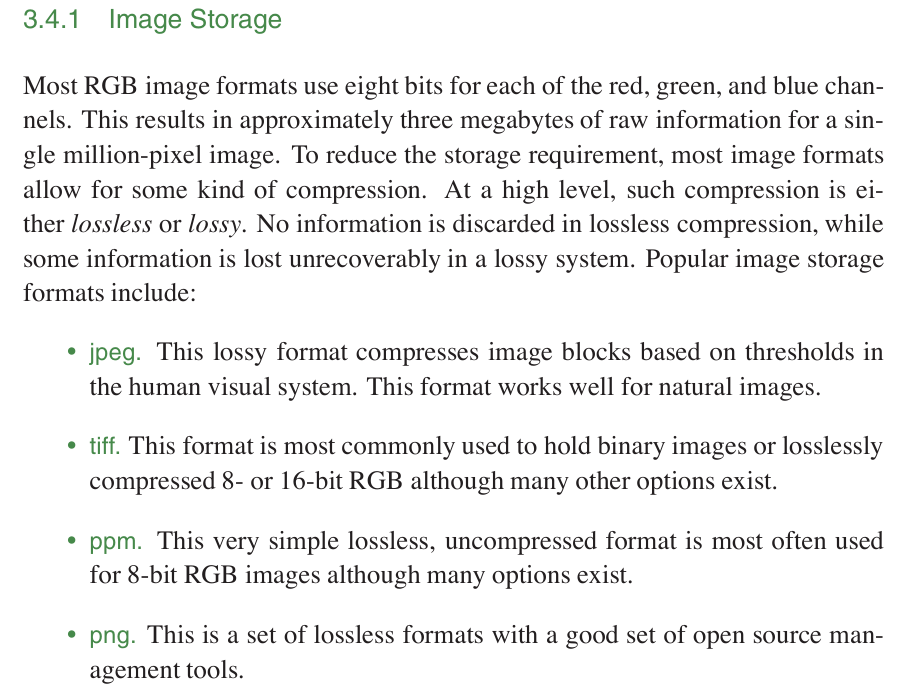 3.4.1 Image Storage
Most RGB image formats use eight bits for each of the red, green, and blue chan-
nels. This results in approximately three megabytes of raw information for a sin-
gle million-pixel image. To reduce the storage requirement, most image formats
allow for some kind of compression. At a high level, such compression is ei-
ther lossless or lossy. No information is discarded in lossless compression, while
some information is lost unrecoverably in a lossy system. Popular image storage
formats include:
• jpeg. This lossy format compresses image blocks based on thresholds in
the human visual system. This format works well for natural images.
• tiff. This format is most commonly used to hold binary images or losslessly
compressed 8- or 16-bit RGB although many other options exist.
• ppm. This very simple lossless, uncompressed format is most often used
for 8-bit RGB images although many options exist.
• png. This is a set of lossless formats with a good set of open source man-
agement tools.